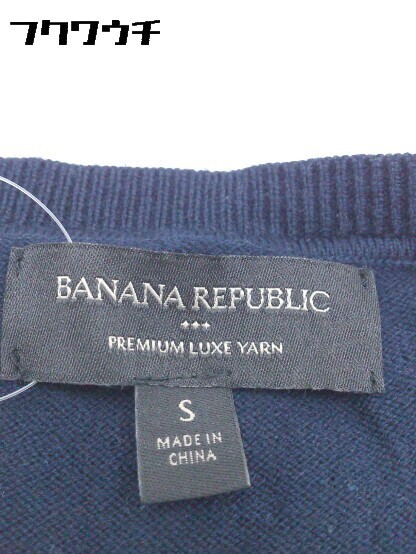 フクワウチ
BANANA REPUBLIC
PREMIUM LUXE YARN
S
MADE IN
CHINA